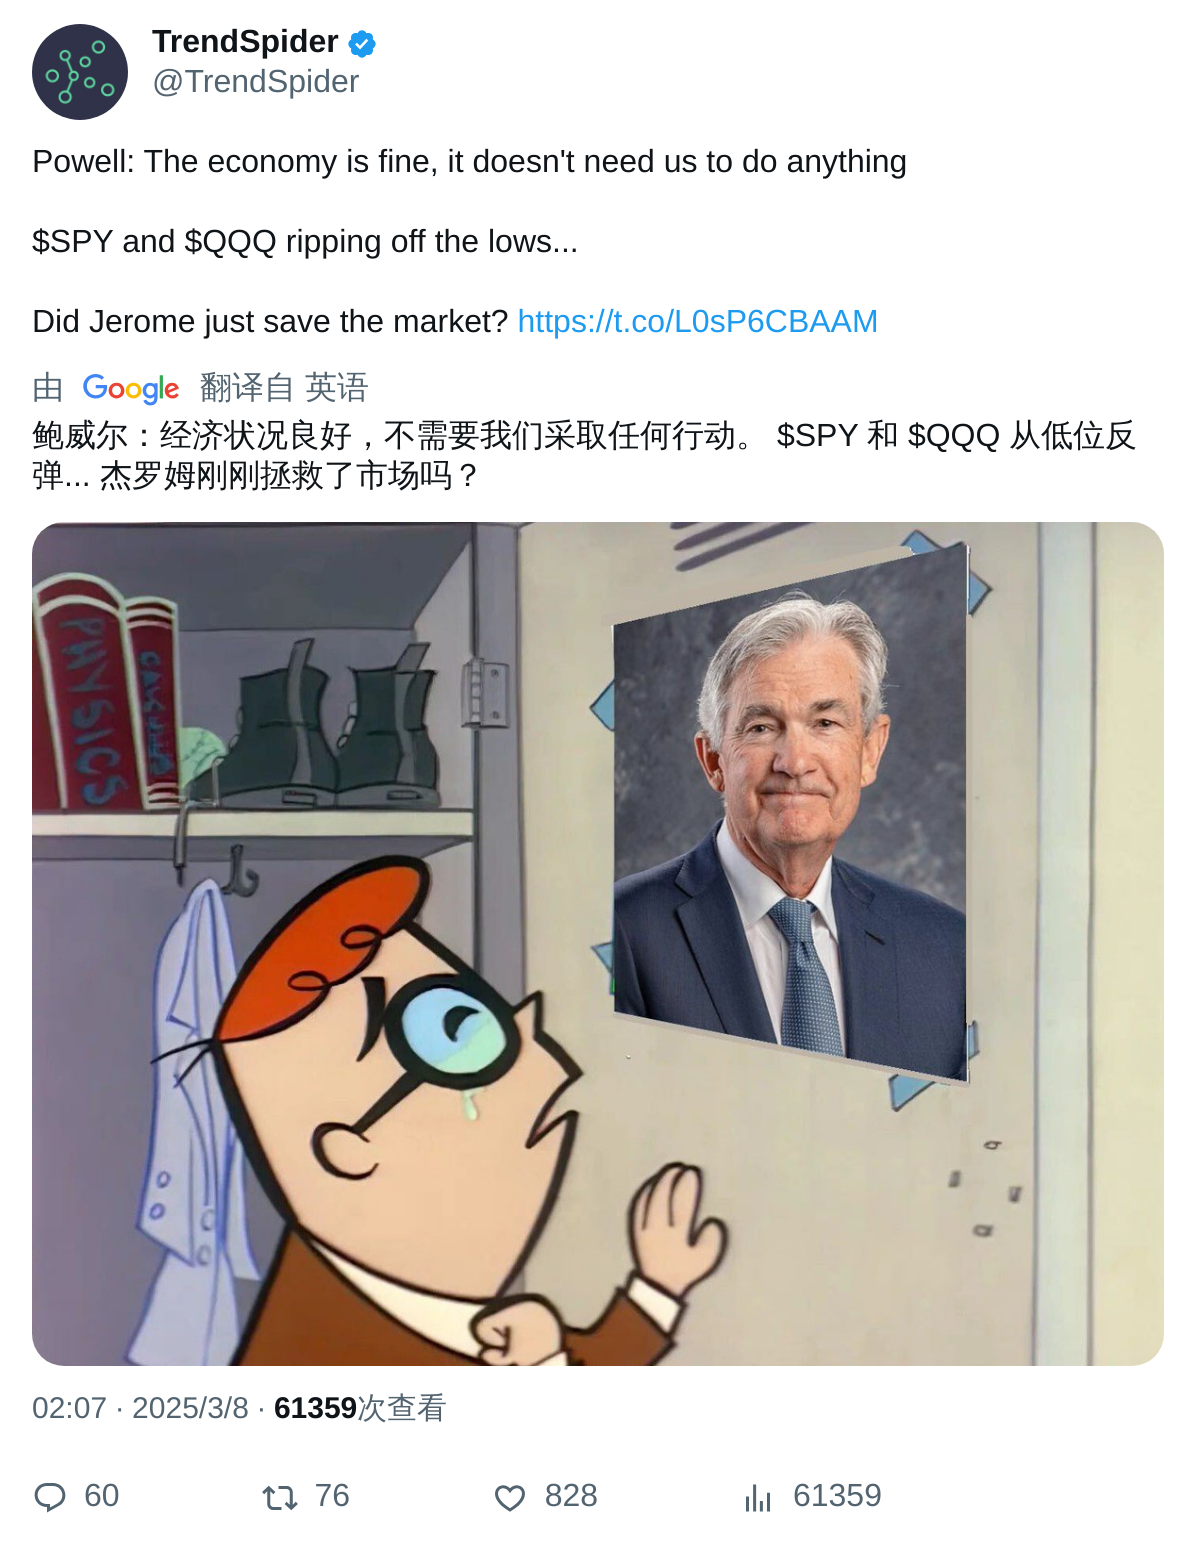 TrendSpider
@TrendSpider
Powell: The economy is fine, it doesn't need us to do anything
$SPY and $QQQ ripping off the lows...
Did Jerome just save the market? https://t.co/L0sP6CBAAM
由 Google 翻译自 英语
鲍威尔：经济状况良好，不需要我们采取任何行动。 $SPY 和 $QQQ 从低位反
弹... 杰罗姆刚刚拯救了市场吗？
PHYSICS
02:07 · 2025/3/8 · 61359次查看
60 76 828 61359